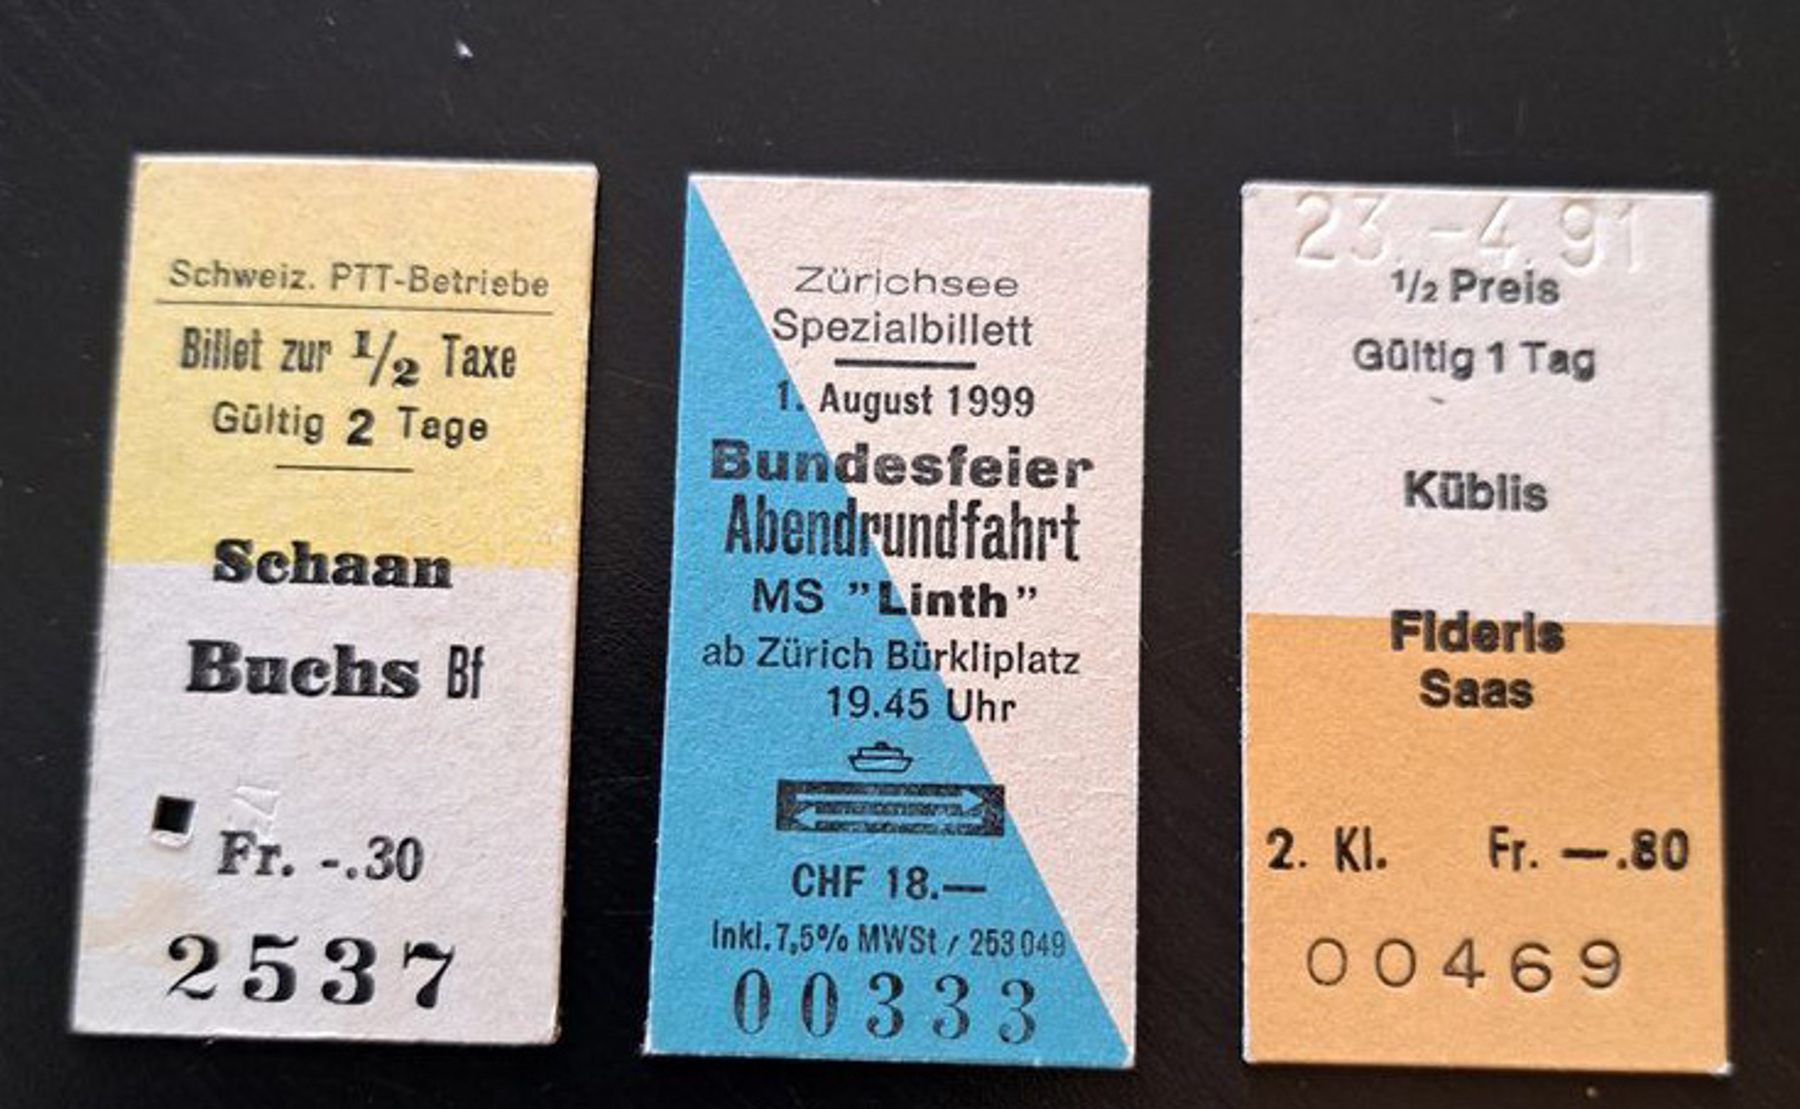 Schweiz. PTT-Betriebe
Billet zur 1/2 Taxe
Gültig 2 Tage
Schaan
Buchs Bf
Fr. -.30
2537
Zürichsee
Spezialbillett
1. August 1999
Bundesfeier
Abendrundfahrt
MS "Linth"
ab Zürich Bürkliplatz
19.45 Uhr
CHF 18.—
Inkl. 7,5% MWSt / 253 049
00333
23.-4.91
1/2 Preis
Gültig 1 Tag
Küblis
Fideris
Saas
2. Kl. Fr. —.80
00469